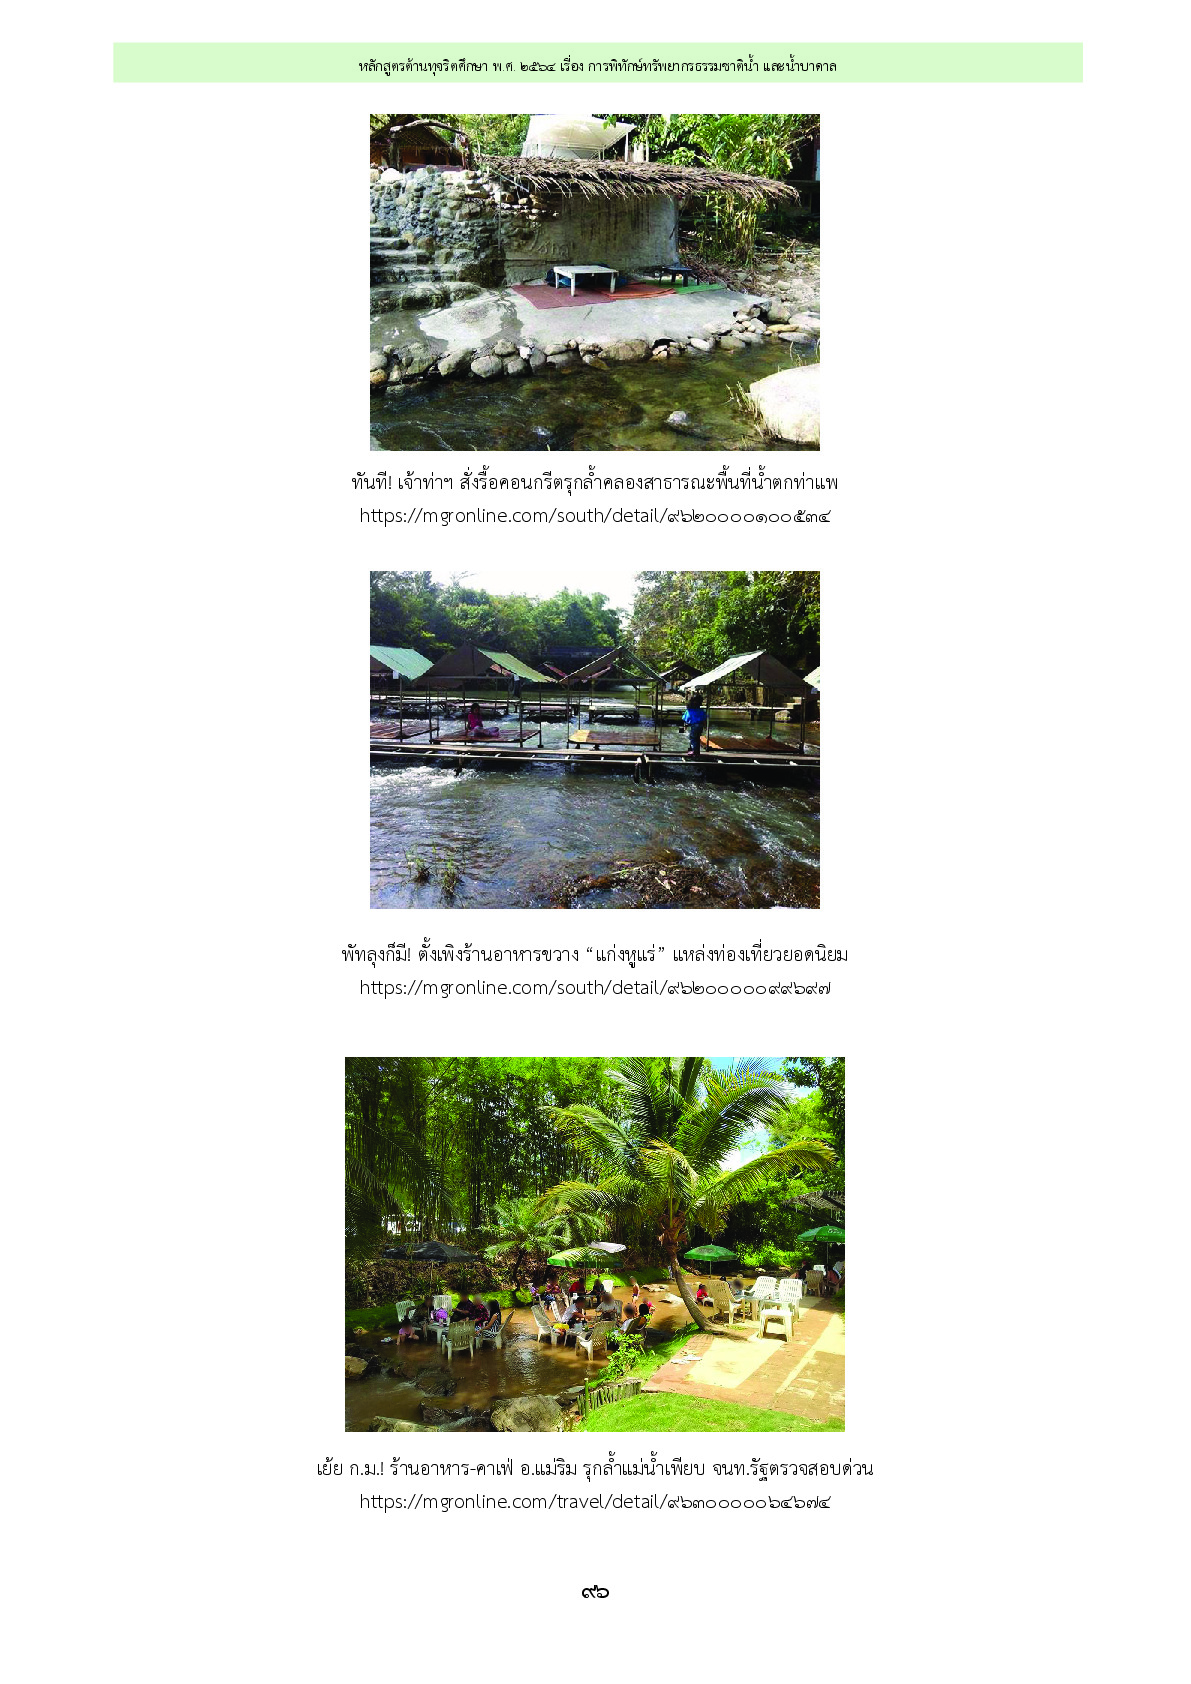 หลักสูตรต้านทุจริตศึกษา พ.ศ. ๒๕๖๔ เรื่อง การพิทักษ์ทรัพยากรธรรมชาติน้ำ และน้ำบาดาล
ทันที! เจ้าท่าฯ สั่งรื้อคอนกรีตรุกล้ำคลองสาธารณะพื้นที่น้ำตกท่าแพ
https://mgronline.com/south/detail/๙๖๒๐๐๐๐๑๐๐๕๓๔
พัทลุงก็มี! ตั้งเพิงร้านอาหารขวาง “แก่งหูแร่” แหล่งท่องเที่ยวยอดนิยม
https://mgronline.com/south/detail/๙๖๒๐๐๐๐๐๙๙๖๙๗
เย้ย ก.ม.! ร้านอาหาร-คาเฟ่ อ.แม่ริม รุกล้ำแม่น้ำเพียบ จนท.รัฐตรวจสอบด่วน
https://mgronline.com/travel/detail/๙๖๓๐๐๐๐๐๖๔๖๗๔
๙๖